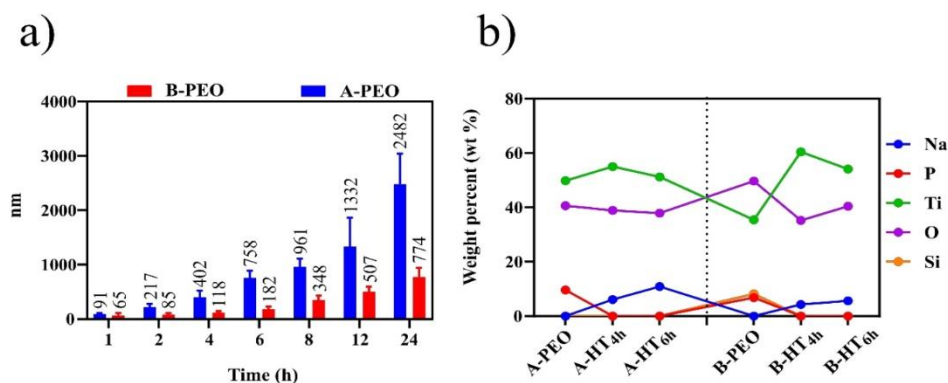 a)
B-PEO A-PEO
nm
4000
3000
2000
1000
0
91 65 217 85 402 118 758 182 961 348 1332 507 2482 774
1 2 4 6 8 12 24
Time (h)
b)
Weight percent (wt %)
80
60
40
20
0
A-PEO A-HT4h A-HT6h B-PEO B-HT4h B-HT6h
Na
P
Ti
O
Si